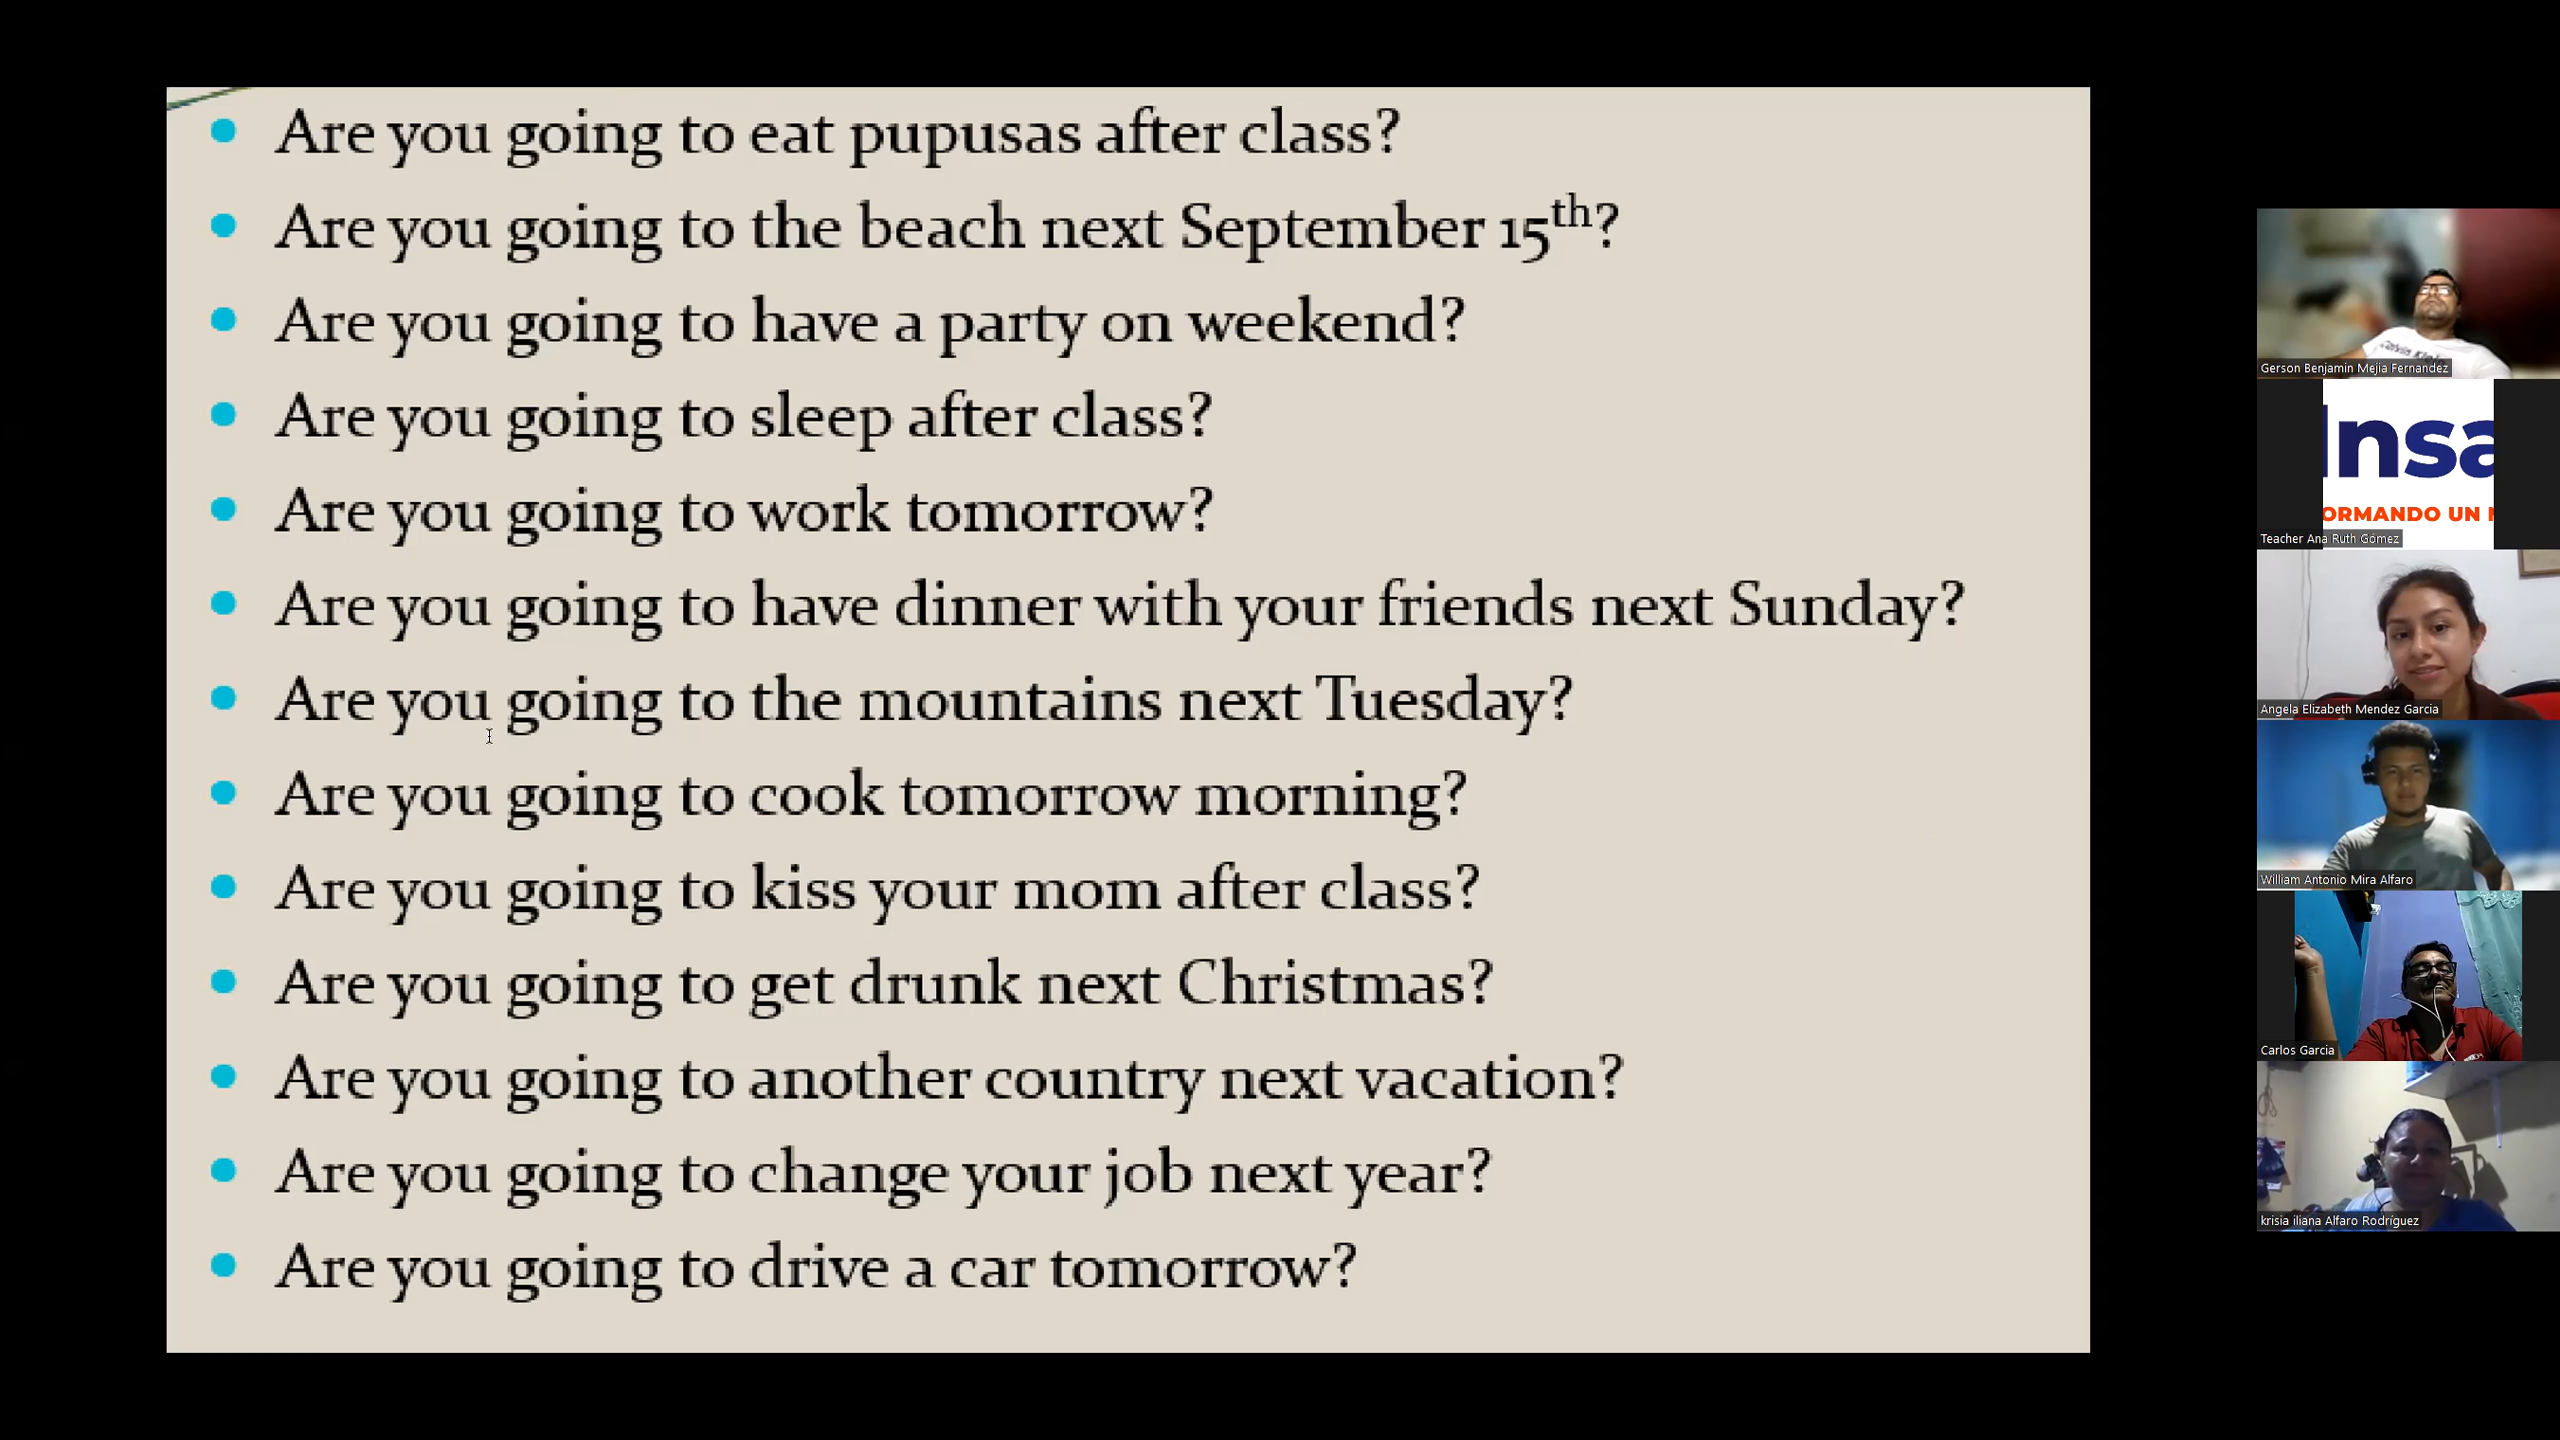 Are you going to eat pupusas after class?
Are you going to the beach next September 15th?
Are you going to have a party on weekend?
Are you going to sleep after class?
Are you going to work tomorrow?
Are you going to have dinner with your friends next Sunday?
Are you going to the mountains next Tuesday?
Are you going to cook tomorrow morning?
Are you going to kiss your mom after class?
Are you going to get drunk next Christmas?
Are you going to another country next vacation?
Are you going to change your job next year?
Are you going to drive a car tomorrow?
Calvin Klein
Gerson Benjamin Mejia Fernandez
Insa
ORMANDO UN
Teacher Ana Ruth Gómez
Angela Elizabeth Mendez Garcia
William Antonio Mira Alfaro
Carlos Garcia
krisia iliana Alfaro Rodríguez